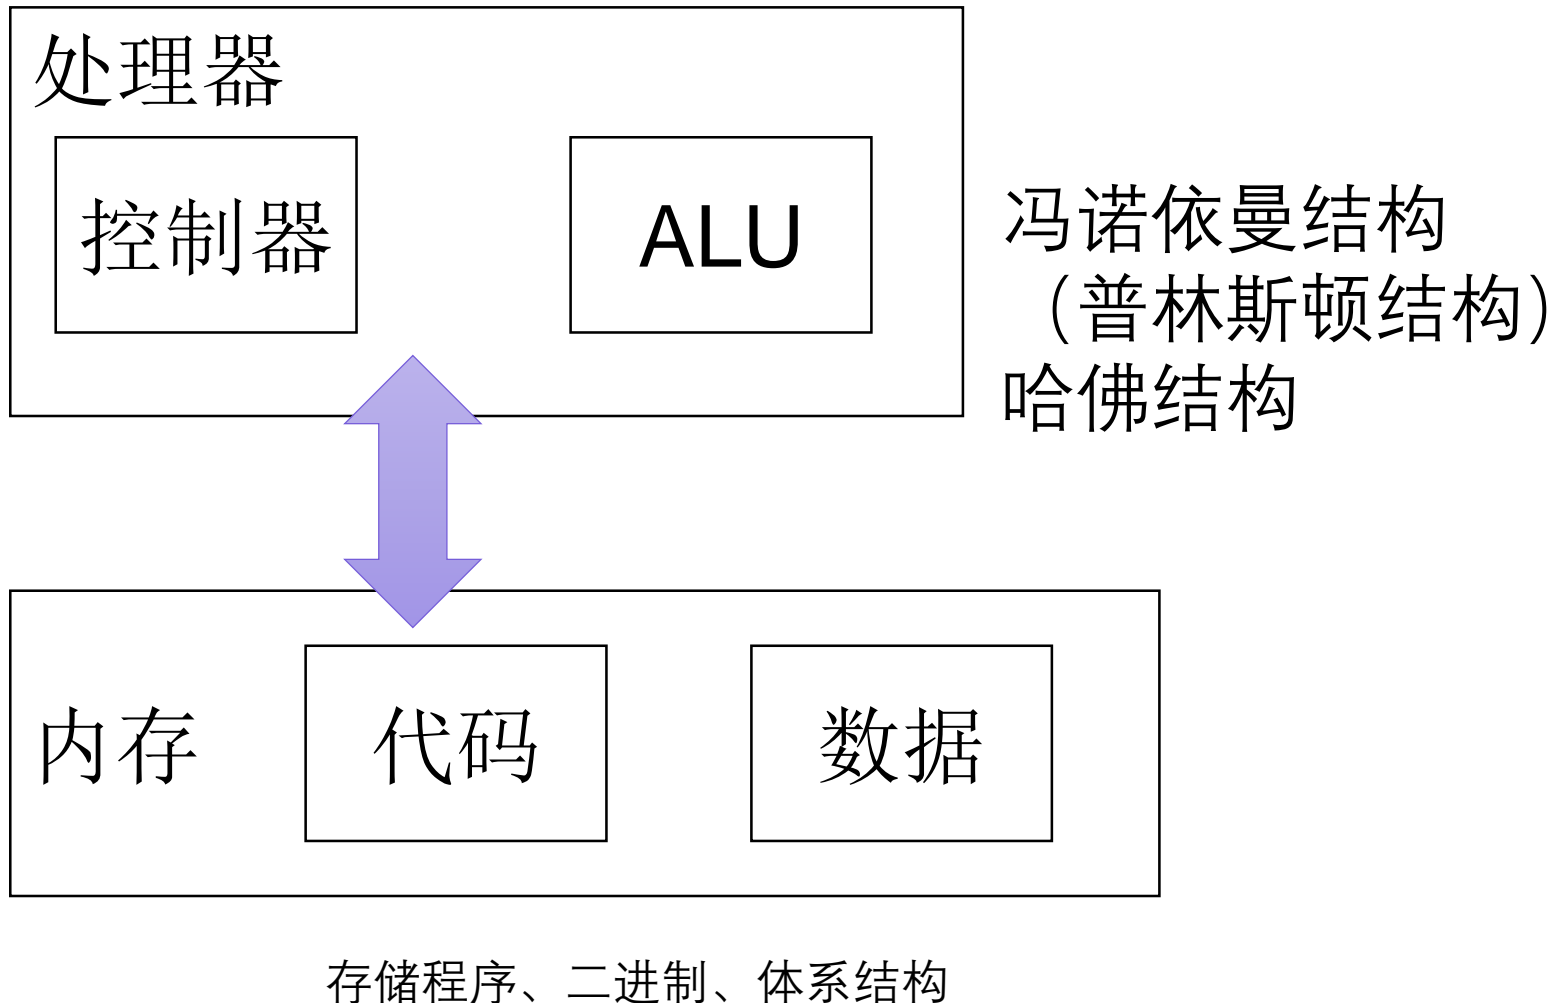 处理器
控制器
ALU
冯诺依曼结构
（普林斯顿结构）
哈佛结构
内存
代码
数据
存储程序、二进制、体系结构